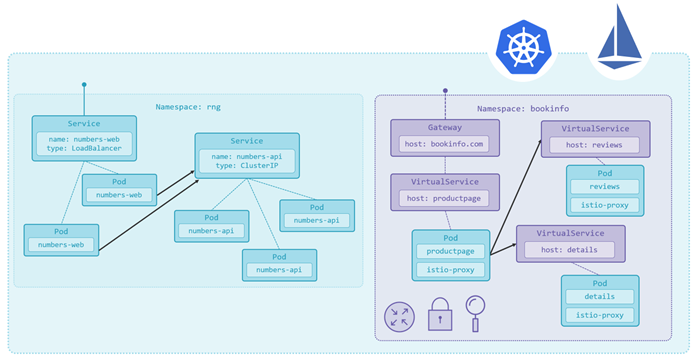 Namespace: rng
Service
name: numbers-web
type: LoadBalancer
Pod
numbers-web
Pod
numbers-web
Service
name: numbers-api
type: ClusterIP
Pod
numbers-api
Pod
numbers-api
Pod
numbers-api
Namespace: bookinfo
Gateway
host: bookinfo.com
VirtualService
host: productpage
Pod
productpage
istio-proxy
VirtualService
host: reviews
Pod
reviews
istio-proxy
VirtualService
host: details
Pod
details
istio-proxy